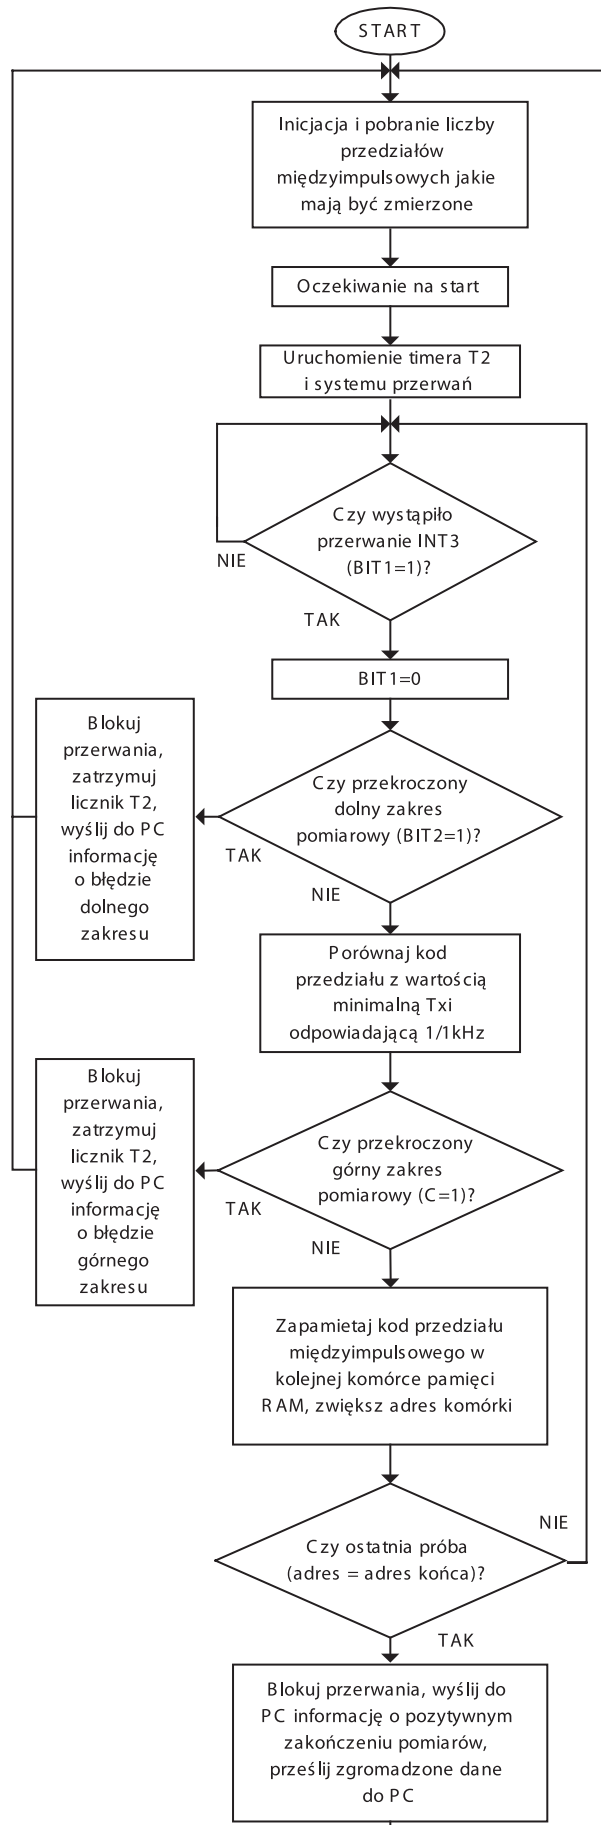 START
Inicjacja i pobranie liczby
przedziałów
międzyimpulsowych jakie
mają być zmierzone
Oczekiwanie na start
Uruchomienie timera T2
i systemu przerwań
Czy wystąpiło
przerwanie INT3
(BIT1=1)?
NIE
TAK
BIT1=0
Czy przekroczony
dolny zakres
pomiarowy (BIT2=1)?
TAK
NIE
Blokuj
przerwania,
zatrzymuj
licznik T2,
wyślij do PC
informację
o błędzie
dolnego
zakresu
Porównaj kod
przedziału z wartością
minimalną Txi
odpowiadającą 1/1kHz
Czy przekroczony
górny zakres
pomiarowy (C=1)?
TAK
NIE
Blokuj
przerwania,
zatrzymuj
licznik T2,
wyślij do PC
informację
o błędzie
górnego
zakresu
Zapamietaj kod przedziału
międzyimpulsowego w
kolejnej komórce pamięci
RAM, zwiększ adres komórki
Czy ostatnia próba
(adres = adres końca)?
NIE
TAK
Blokuj przerwania, wyślij do
PC informację o pozytywnym
zakończeniu pomiarów,
prześlij zgromadzone dane
do PC